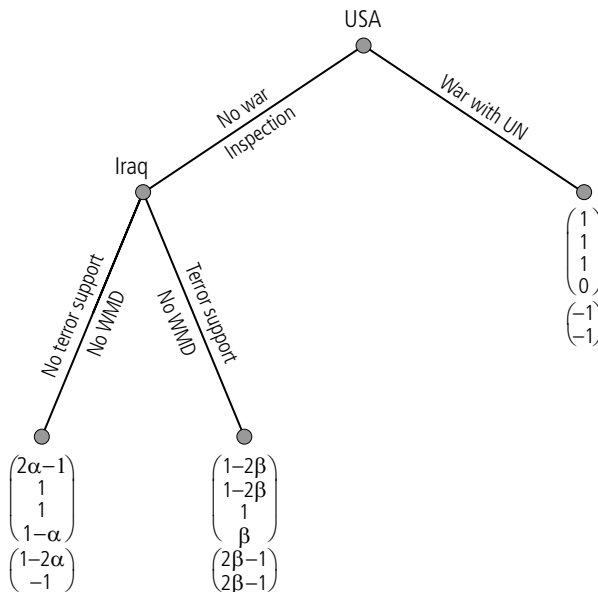 USA
No war
Inspection
War with UN
Iraq
No terror support
No WMD
Terror support
No WMD
1
1
1
0
−1
−1
2α−1
1
1
1−α
1−2α
−1
1−2β
1−2β
1
β
2β−1
2β−1